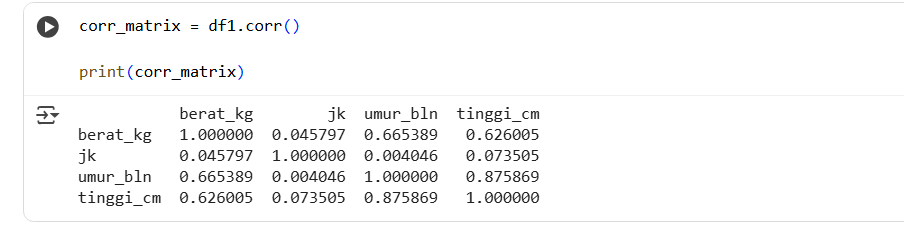 corr_matrix = df1.corr()
print(corr_matrix)
berat_kg jk umur_bln tinggi_cm
berat_kg 1.000000 0.045797 0.665389 0.626005
jk 0.045797 1.000000 0.004046 0.073505
umur_bln 0.665389 0.004046 1.000000 0.875869
tinggi_cm 0.626005 0.073505 0.875869 1.000000